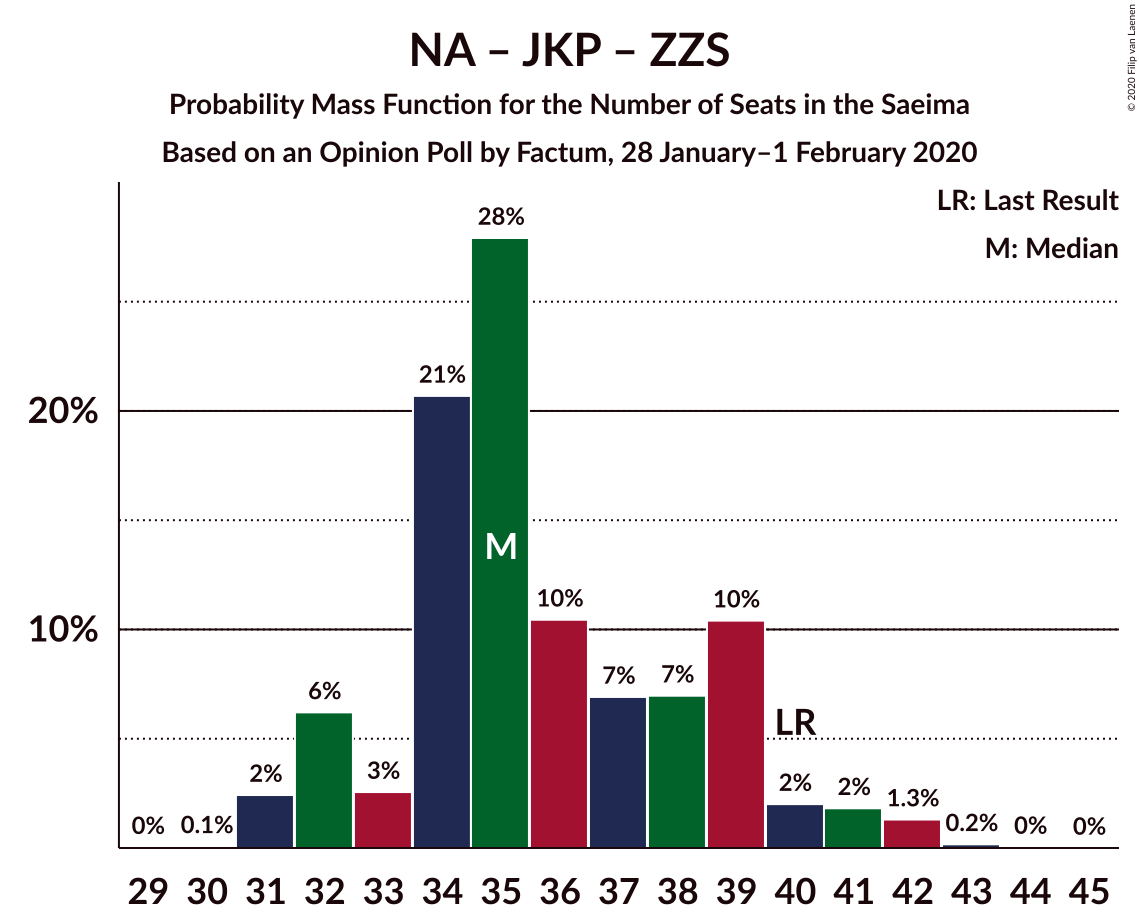 NA – JKP – ZZS
Probability Mass Function for the Number of Seats in the Saeima
Based on an Opinion Poll by Factum, 28 January–1 February 2020
© 2020 Filip van Laenen
LR: Last Result
M: Median
28%
21%
20%
M
10%
10%
10%
7%
7%
6%
LR
2%
3%
2%
2%
1.3%
0%
0.1%
0.2%
0%
0%
29 30 31 32 33 34 35 36 37 38 39 40 41 42 43 44 45